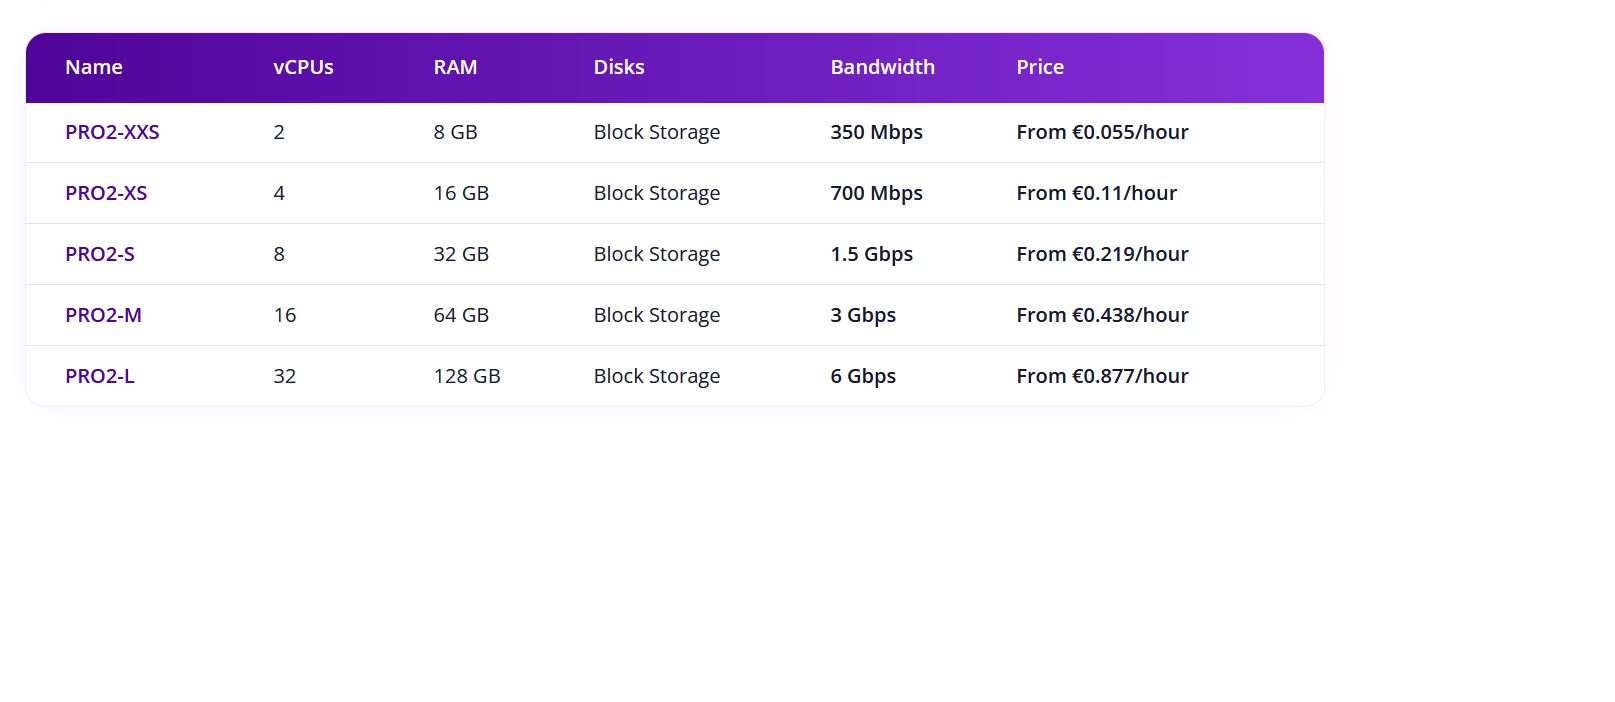 Name vCPUs RAM Disks Bandwidth Price
PRO2-XXS 2 8 GB Block Storage 350 Mbps From €0.055/hour
PRO2-XS 4 16 GB Block Storage 700 Mbps From €0.11/hour
PRO2-S 8 32 GB Block Storage 1.5 Gbps From €0.219/hour
PRO2-M 16 64 GB Block Storage 3 Gbps From €0.438/hour
PRO2-L 32 128 GB Block Storage 6 Gbps From €0.877/hour